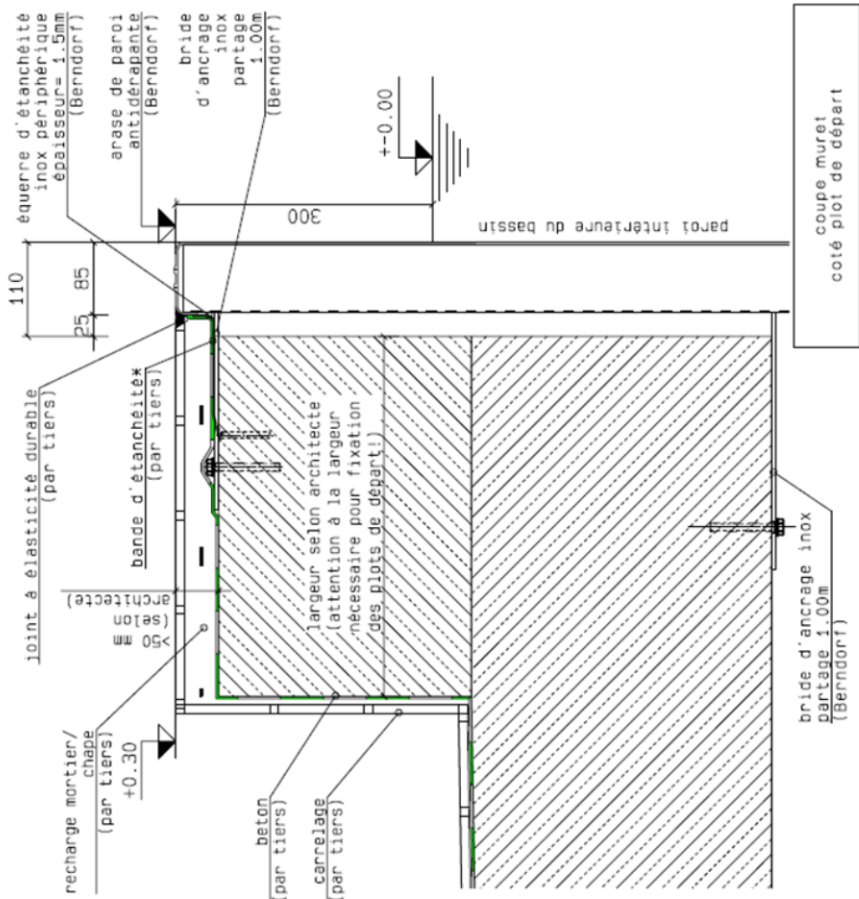 équerre d'étanchéité
inox périphérique
épaisseur= 1.5mm
(Berndorf)
arase de paroi
antidérapante
(Berndorf)
bride
d'ancrage
inox
partage
1.00m
(Berndorf)
110
85
25
300
+-0.00
paroi intérieure du bassin
joint à élasticité durable
(par tiers)
bande d'étanchéité*
(par tiers)
>50 mm
(selon
architecte)
largeur selon architecte
(attention à la largeur
nécessaire pour fixation
des plots de départ!)
recharge mortier/
chape
(par tiers)
+0.30
beton
(par tiers)
carrelage
(par tiers)
bride d'ancrage inox
partage 1.00m
(Berndorf)
coupe muret
coté plot de départ